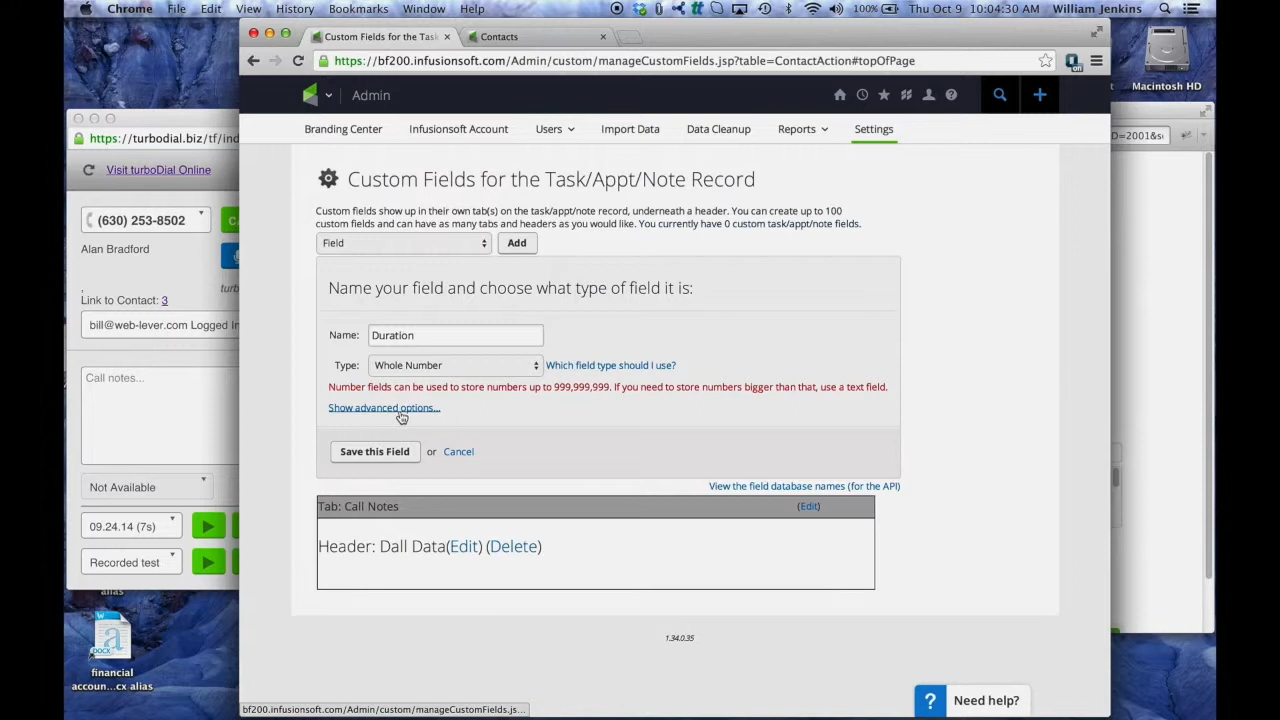 Chrome File Edit View History Bookmarks Window Help
100% Thu Oct 9 10:04:30 AM William Jenkins
Custom Fields for the Task
Contacts
https://bf200.infusionsoft.com/Admin/custom/manageCustomFields.jsp?table=ContactAction#topOfPage
on
Macintosh HD
https://turbodial.biz/tf/ind
D=2001&s
Admin
Visit turboDial Online
Branding Center Infusionsoft Account Users Import Data Data Cleanup Reports Settings
(630) 253-8502
Alan Bradford
Link to Contact: 3
bill@web-lever.com Logged In
Call notes...
Not Available
09.24.14 (7s)
Recorded test
alias
DOCX
financial
accoun...cx alias
Custom Fields for the Task/Appt/Note Record
Custom fields show up in their own tab(s) on the task/appt/note record, underneath a header. You can create up to 100
custom fields and can have as many tabs and headers as you would like. You currently have 0 custom task/appt/note fields.
Field Add
Name your field and choose what type of field it is:
Name: Duration
Type: Whole Number Which field type should I use?
Number fields can be used to store numbers up to 999,999,999. If you need to store numbers bigger than that, use a text field.
Show advanced options...
Save this Field or Cancel
View the field database names (for the API)
Tab: Call Notes (Edit)
Header: Dall Data(Edit) (Delete)
1.34.0.35
bf200.infusionsoft.com/Admin/custom/manageCustomFields.js...
? Need help?